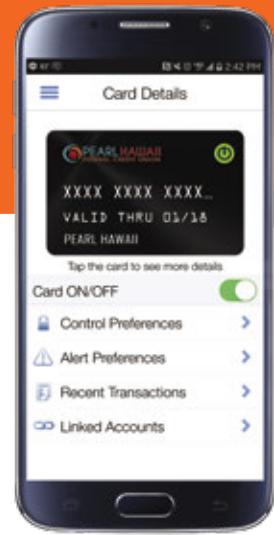 2:42 PM
Card Details
PEARL HAWAII
FEDERAL CREDIT UNION
XXXX XXXX XXXX...
VALID THRU 01/18
PEARL HAWAII
Tap the card to see more details
Card ON/OFF
Control Preferences
Alert Preferences
Recent Transactions
Linked Accounts